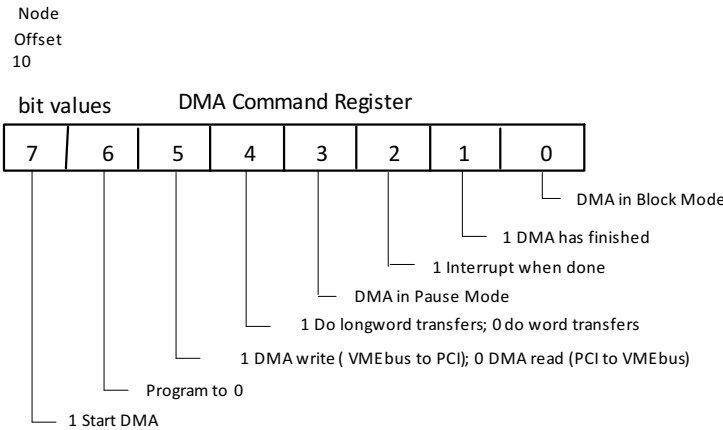 Node
Offset
10
bit values DMA Command Register
7 6 5 4 3 2 1 0
DMA in Block Mode
1 DMA has finished
1 Interrupt when done
DMA in Pause Mode
1 Do longword transfers; 0 do word transfers
1 DMA write ( VMEbus to PCI); 0 DMA read (PCI to VMEbus)
Program to 0
1 Start DMA